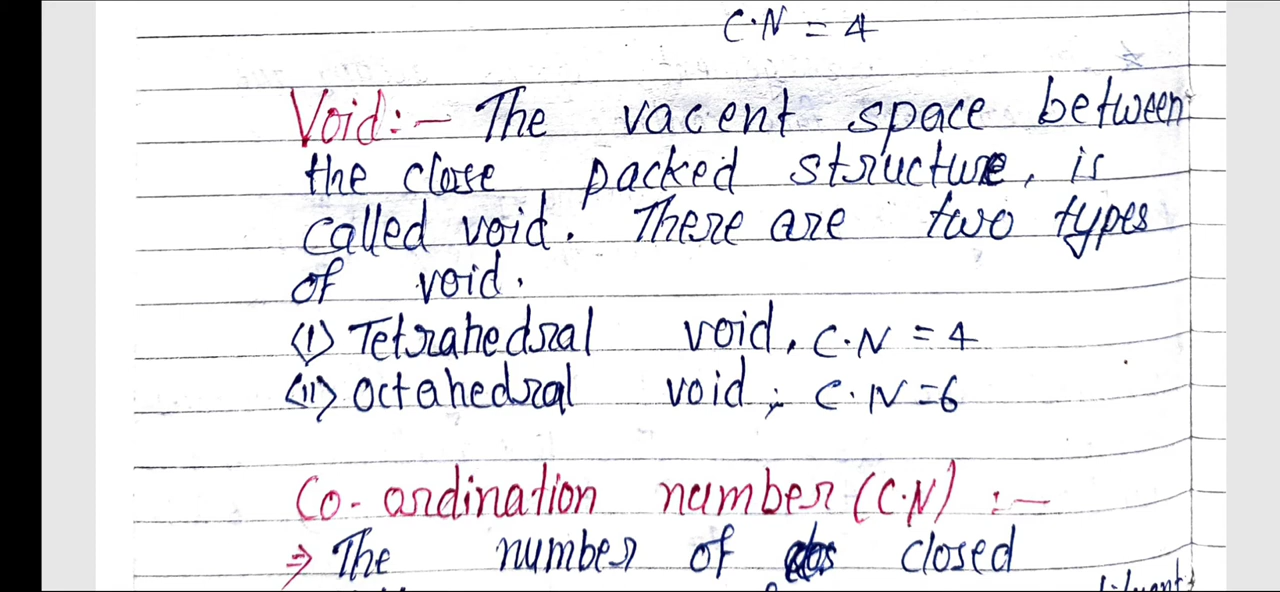 C.N = 4
Void:- The vacent space between
the close packed structure, is
called void. There are two types
of void.
(i) Tetrahedral void, C.N = 4
(ii) octahedral void; C.N=6
Co-ordination number (C.N) :-
⇒ The number of closed